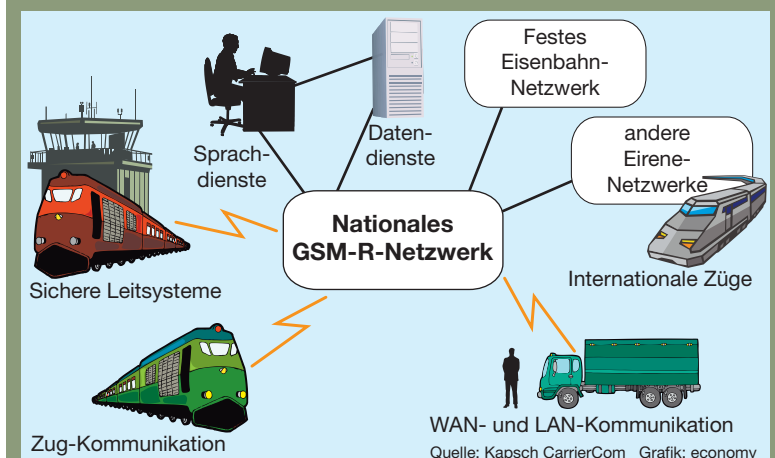 Festes
Eisenbahn-
Netzwerk
Sprach-
dienste
Daten-
dienste
andere
Eirene-
Netzwerke
Nationales
GSM-R-Netzwerk
Sichere Leitsysteme
Internationale Züge
Zug-Kommunikation
WAN- und LAN-Kommunikation
Quelle: Kapsch CarrierCom Grafik: economy